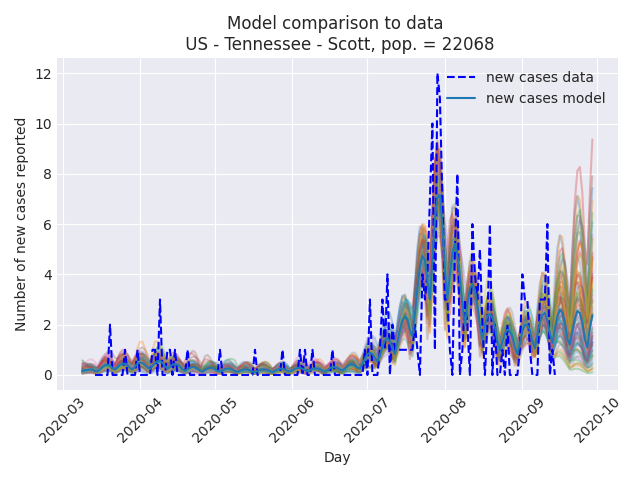 Model comparison to data
US - Tennessee - Scott, pop. = 22068
new cases data
new cases model
Number of new cases reported
12
10
8
6
4
2
0
2020-03
2020-04
2020-05
2020-06
2020-07
2020-08
2020-09
2020-10
Day